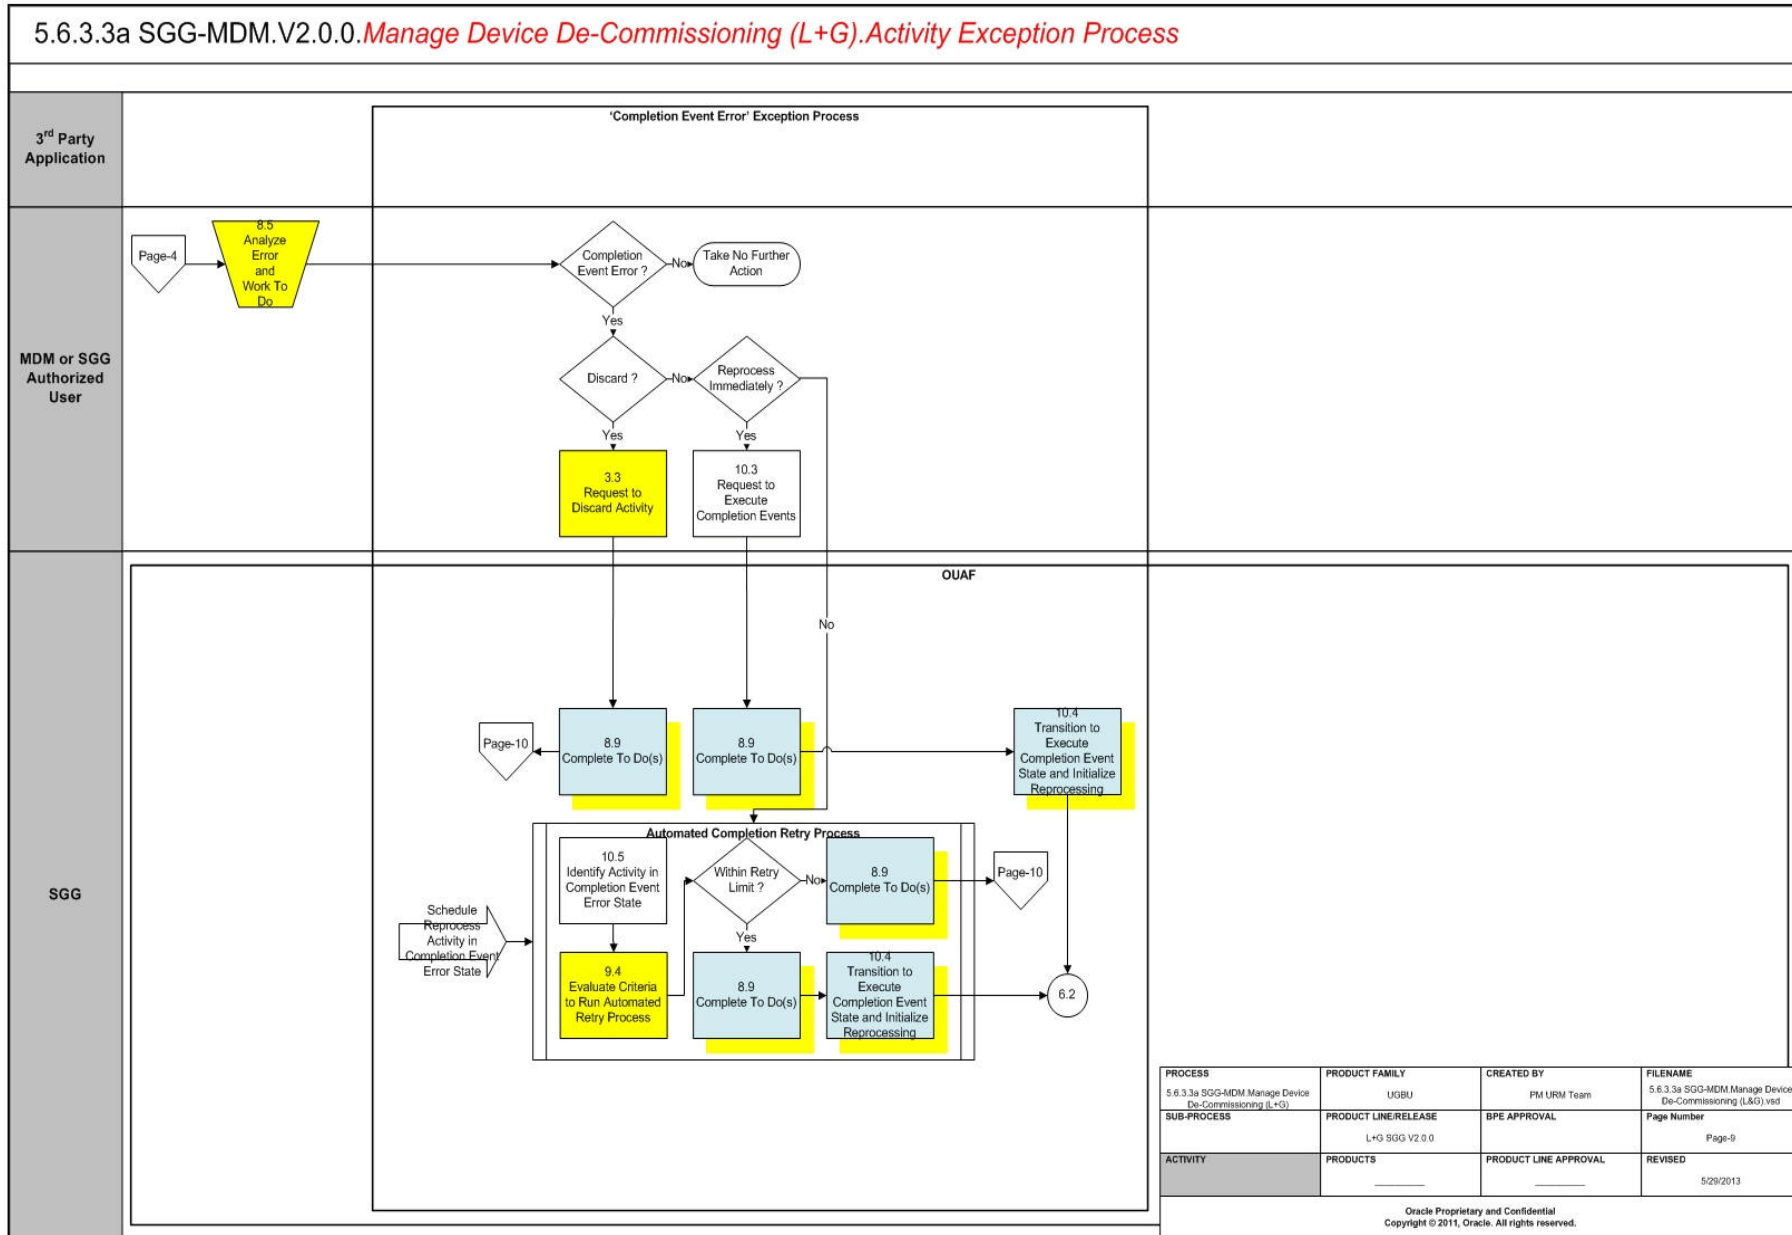 5.6.3.3a SGG-MDM.V2.0.0.Manage Device De-Commissioning (L+G).Activity Exception Process
3rd Party
Application
'Completion Event Error' Exception Process
MDM or SGG
Authorized
User
Page-4
8.5
Analyze
Error
and
Work To
Do
Completion
Event Error ?
No
Take No Further
Action
Yes
Discard ?
No
Reprocess
Immediately ?
Yes
Yes
3.3
Request to
Discard Activity
10.3
Request to
Execute
Completion Events
SGG
OUAF
No
Page-10
8.9
Complete To Do(s)
8.9
Complete To Do(s)
10.4
Transition to
Execute
Completion Event
State and Initialize
Reprocessing
Automated Completion Retry Process
Schedule
Reprocess
Activity in
Completion Event
Error State
10.5
Identify Activity in
Completion Event
Error State
Within Retry
Limit ?
No
8.9
Complete To Do(s)
Page-10
Yes
9.4
Evaluate Criteria
to Run Automated
Retry Process
8.9
Complete To Do(s)
10.4
Transition to
Execute
Completion Event
State and Initialize
Reprocessing
6.2
PROCESS
5.6.3.3a SGG-MDM.Manage Device
De-Commissioning (L+G)
PRODUCT FAMILY
UGBU
CREATED BY
PM URM Team
FILENAME
5.6.3.3a SGG-MDM.Manage Device
De-Commissioning (L&G).vsd
SUB-PROCESS
PRODUCT LINE/RELEASE
L+G SGG V2.0.0
BPE APPROVAL
Page Number
Page-9
ACTIVITY
PRODUCTS
PRODUCT LINE APPROVAL
REVISED
5/29/2013
Oracle Proprietary and Confidential
Copyright © 2011, Oracle. All rights reserved.